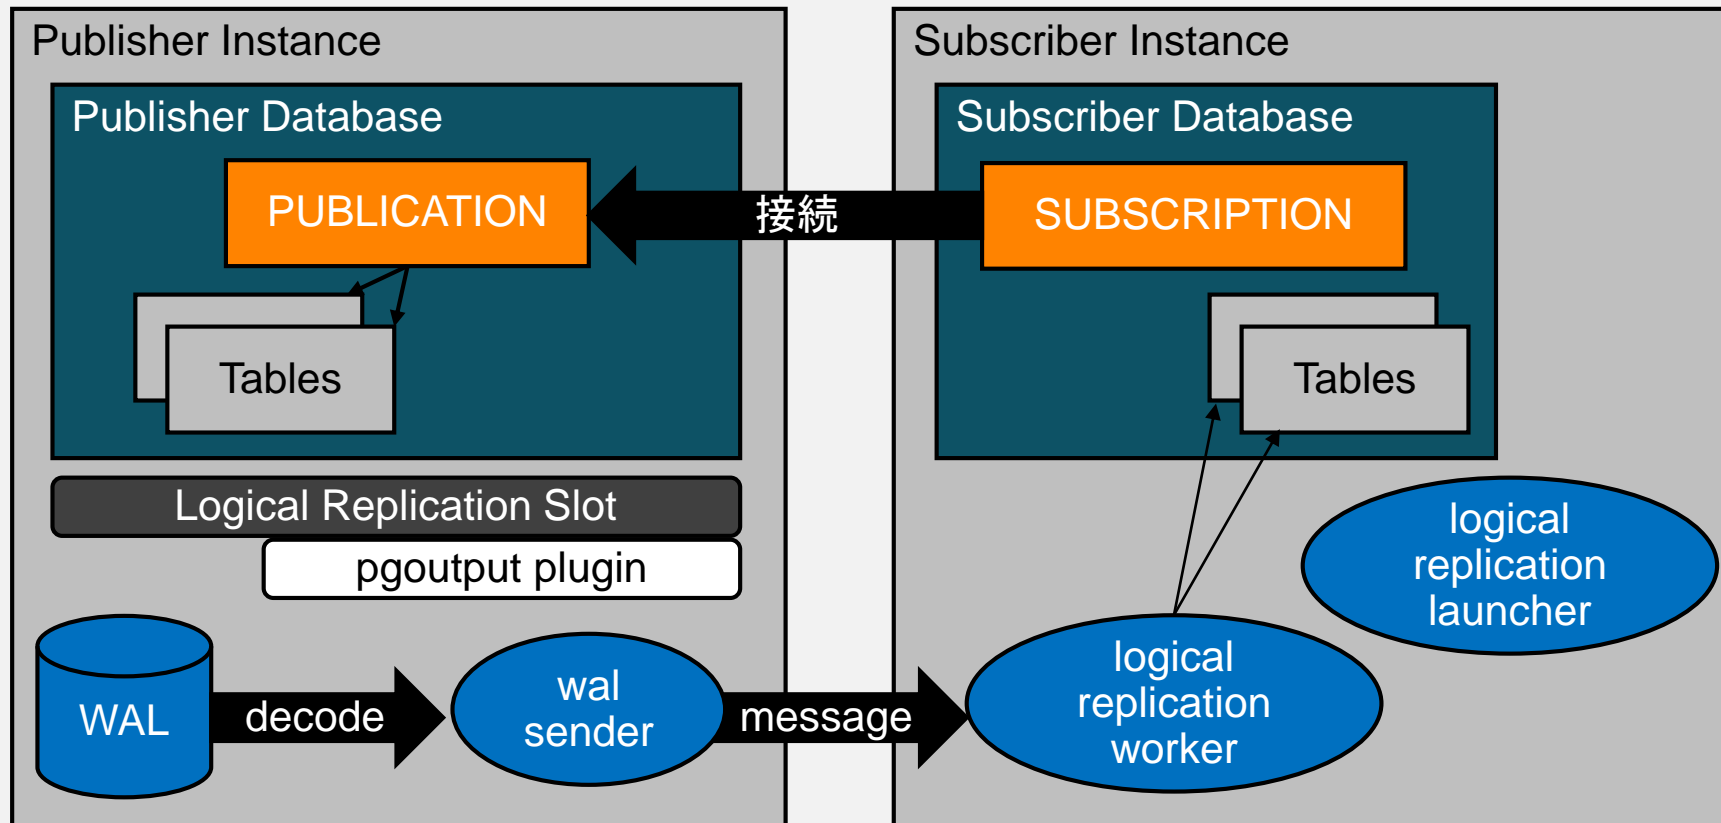 Publisher Instance
Publisher Database
PUBLICATION
Tables
Logical Replication Slot
pgoutput plugin
WAL
decode
wal
sender
message
接続
Subscriber Instance
Subscriber Database
SUBSCRIPTION
Tables
logical
replication
launcher
logical
replication
worker